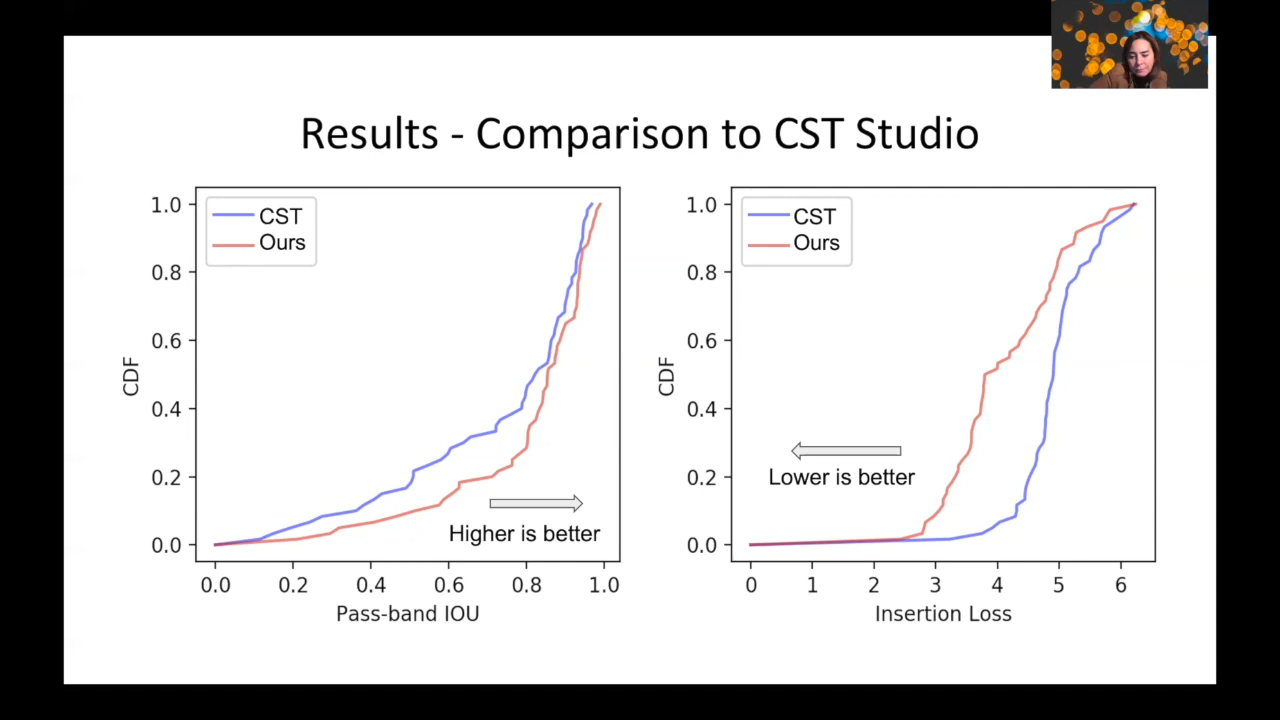 Results - Comparison to CST Studio
CST
Ours
1.0
0.8
0.6
0.4
0.2
0.0
CDF
Higher is better
0.0 0.2 0.4 0.6 0.8 1.0
Pass-band IOU
CST
Ours
1.0
0.8
0.6
0.4
0.2
0.0
CDF
Lower is better
0 1 2 3 4 5 6
Insertion Loss